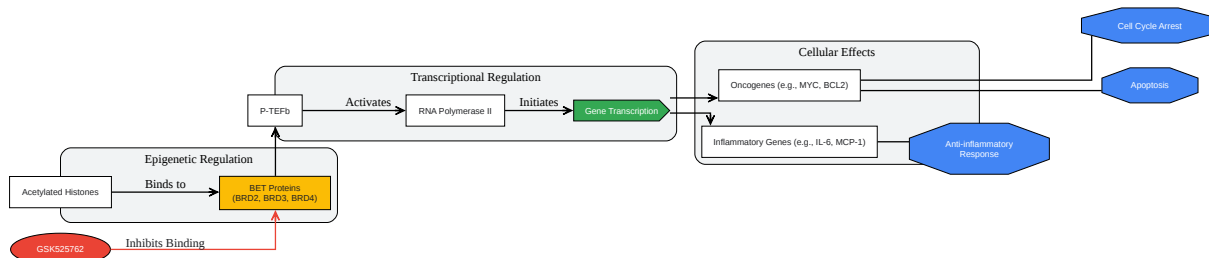 Cell Cycle Arrest
Cellular Effects
Transcriptional Regulation
Oncogenes (e.g., MYC, BCL2)
Apoptosis
P-TEFb
Activates
RNA Polymerase II
Initiates
Gene Transcription
Inflammatory Genes (e.g., IL-6, MCP-1)
Anti-inflammatory
Response
Epigenetic Regulation
Acetylated Histones
Binds to
BET Proteins
(BRD2, BRD3, BRD4)
GSK525762
Inhibits Binding